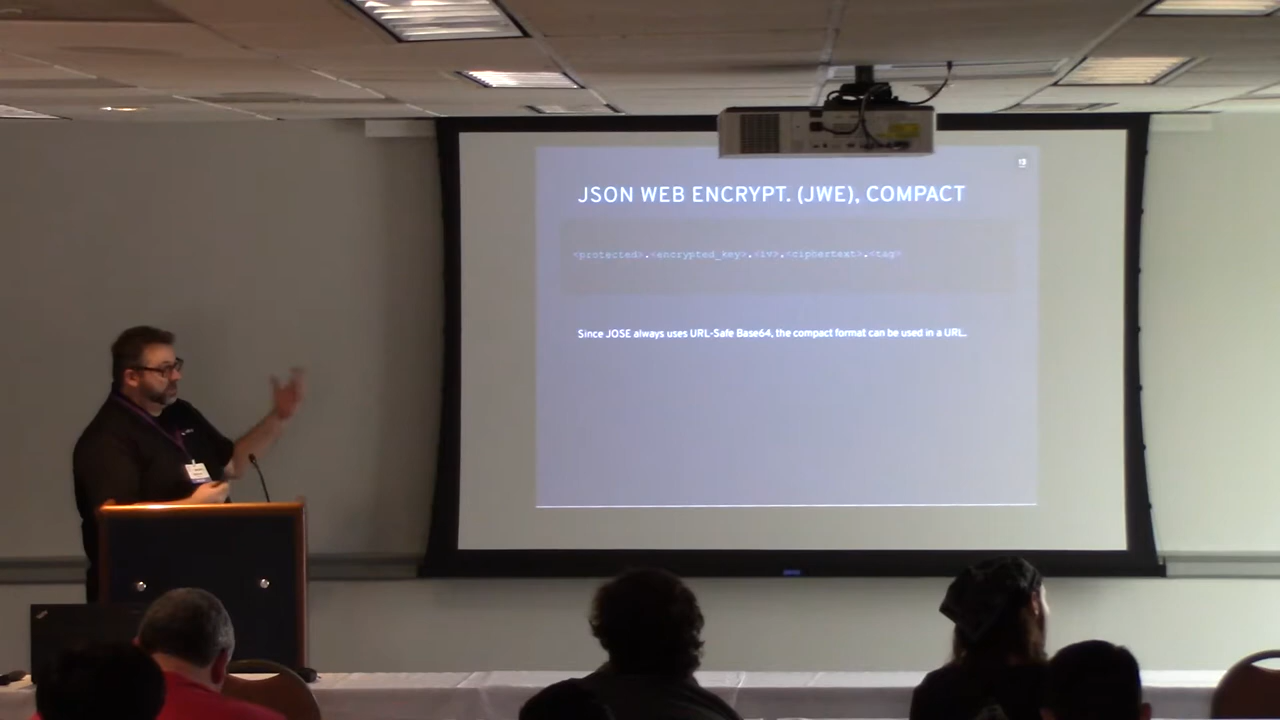 JSON WEB ENCRYPT. (JWE), COMPACT
<protected>.<encrypted_key>.<iv>.<ciphertext>.<tag>
Since JOSE always uses URL-Safe Base64, the compact format can be used in a URL.